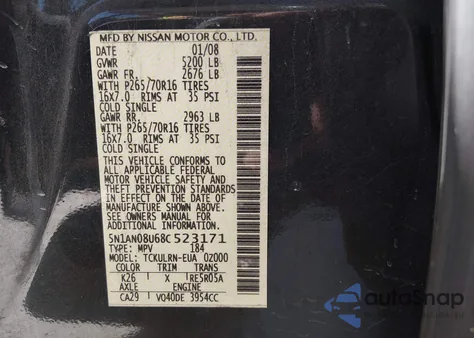 MFD BY NISSAN MOTOR CO., LTD.
DATE 01/08
GVWR 5200 LB
GAWR FR. 2676 LB
WITH P265/70R16 TIRES
16X7.0 RIMS AT 35 PSI
COLD SINGLE
GAWR RR. 2963 LB
WITH P265/70R16 TIRES
16X7.0 RIMS AT 35 PSI
COLD SINGLE
THIS VEHICLE CONFORMS TO
ALL APPLICABLE FEDERAL
MOTOR VEHICLE SAFETY AND
THEFT PREVENTION STANDARDS
IN EFFECT ON THE DATE OF
MANUFACTURE SHOWN ABOVE.
SEE OWNERS MANUAL FOR
ADDITIONAL INFORMATION
5N1AN08U68C523171
TYPE: MPV 184
MODEL: TCKULRN-EUA 02000
COLOR TRIM TRANS
K26 X RE5R05A
AXLE ENGINE
CA29 VQ40DE 3954CC
autoSnap